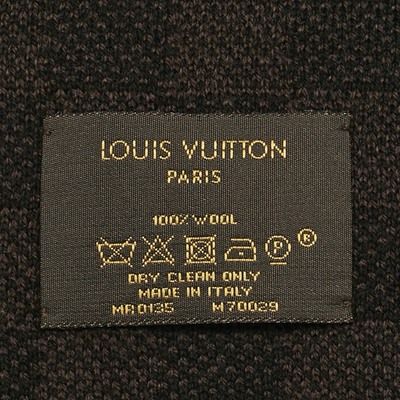 LOUIS VUITTON
PARIS
100% WOOL
P ®
DRY CLEAN ONLY
MADE IN ITALY
MR0135 M70029